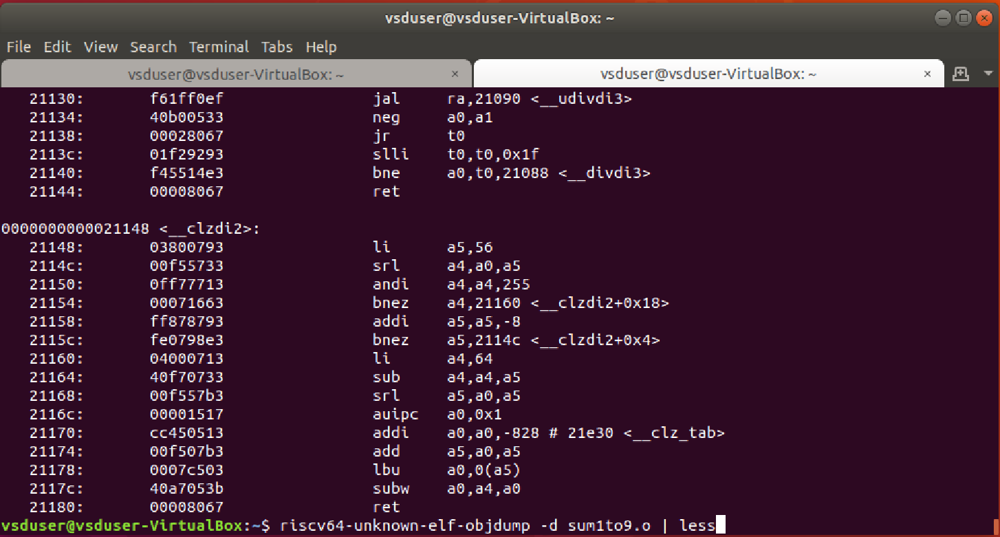 vsduser@vsduser-VirtualBox: ~
File Edit View Search Terminal Tabs Help
vsduser@vsduser-VirtualBox: ~ × vsduser@vsduser-VirtualBox: ~ ×
21130: f61ff0ef jal ra,21090 <__udivdi3>
21134: 40b00533 neg a0,a1
21138: 00028067 jr t0
2113c: 01f29293 slli t0,t0,0x1f
21140: f45514e3 bne a0,t0,21088 <__divdi3>
21144: 00008067 ret
0000000000021148 <__clzdi2>:
21148: 03800793 li a5,56
2114c: 00f55733 srl a4,a0,a5
21150: 0ff77713 andi a4,a4,255
21154: 00071663 bnez a4,21160 <__clzdi2+0x18>
21158: ff878793 addi a5,a5,-8
2115c: fe0798e3 bnez a5,2114c <__clzdi2+0x4>
21160: 04000713 li a4,64
21164: 40f70733 sub a4,a4,a5
21168: 00f557b3 srl a5,a0,a5
2116c: 00001517 auipc a0,0x1
21170: cc450513 addi a0,a0,-828 # 21e30 <__clz_tab>
21174: 00f507b3 add a5,a0,a5
21178: 0007c503 lbu a0,0(a5)
2117c: 40a7053b subw a0,a4,a0
21180: 00008067 ret
vsduser@vsduser-VirtualBox:~$ riscv64-unknown-elf-objdump -d sum1to9.o | less